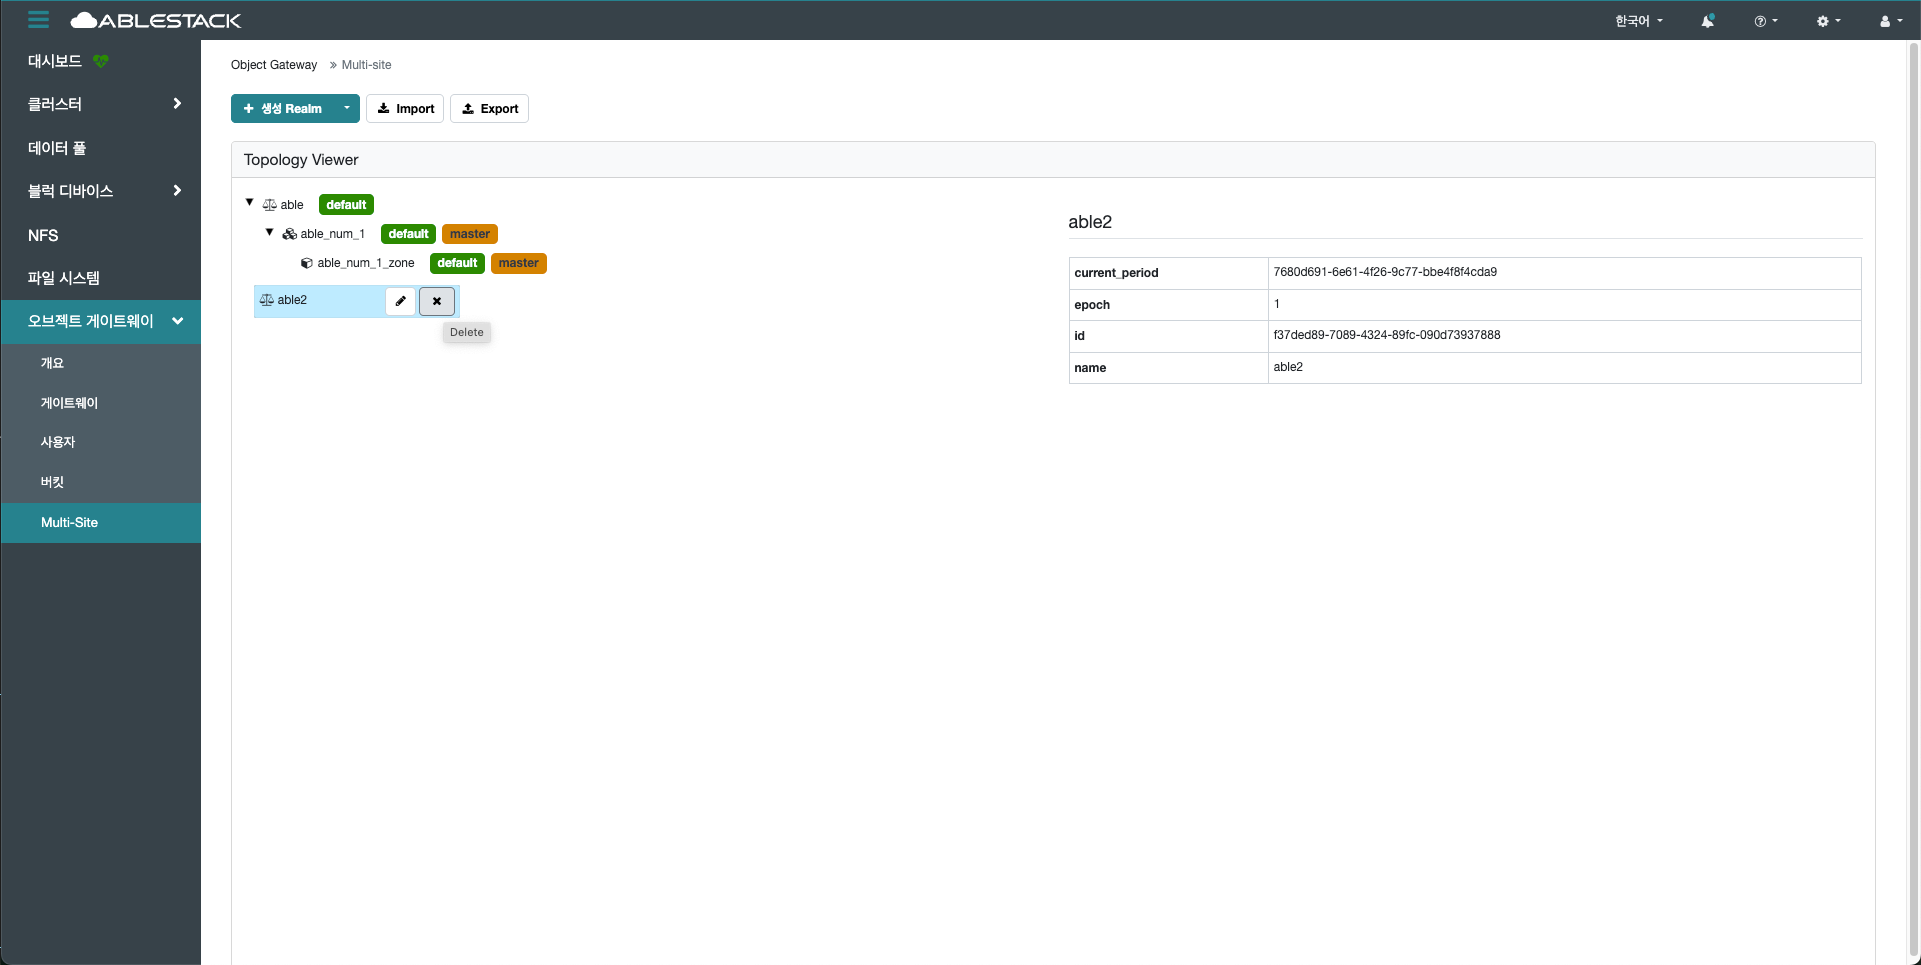 ABLESTACK
한국어
대시보드
클러스터
데이터 풀
블럭 디바이스
NFS
파일 시스템
오브젝트 게이트웨이
개요
게이트웨이
사용자
버킷
Multi-Site
Object Gateway » Multi-site
생성 Realm
Import
Export
Topology Viewer
able default
able_num_1 default master
able_num_1_zone default master
able2
Delete
able2
current_period 7680d691-6e61-4f26-9c77-bbe4f8f4cda9
epoch 1
id f37ded89-7089-4324-89fc-090d73937888
name able2